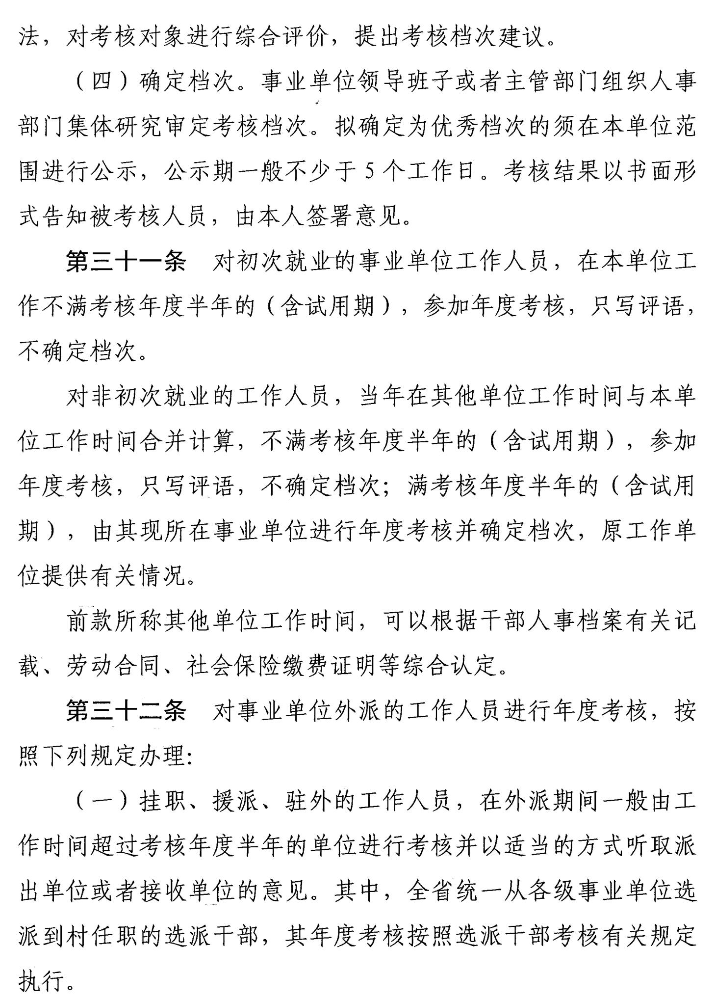 法，对考核对象进行综合评价，提出考核档次建议。
（四）确定档次。事业单位领导班子或者主管部门组织人事
部门集体研究审定考核档次。拟确定为优秀档次的须在本单位范
围进行公示，公示期一般不少于 5 个工作日。考核结果以书面形
式告知被考核人员，由本人签署意见。
第三十一条　对初次就业的事业单位工作人员，在本单位工
作不满考核年度半年的（含试用期），参加年度考核，只写评语，
不确定档次。
对非初次就业的工作人员，当年在其他单位工作时间与本单
位工作时间合并计算，不满考核年度半年的（含试用期），参加
年度考核，只写评语，不确定档次；满考核年度半年的（含试用
期），由其现所在事业单位进行年度考核并确定档次，原工作单
位提供有关情况。
前款所称其他单位工作时间，可以根据干部人事档案有关记
载、劳动合同、社会保险缴费证明等综合认定。
第三十二条　对事业单位外派的工作人员进行年度考核，按
照下列规定办理：
（一）挂职、援派、驻外的工作人员，在外派期间一般由工
作时间超过考核年度半年的单位进行考核并以适当的方式听取派
出单位或者接收单位的意见。其中，全省统一从各级事业单位选
派到村任职的选派干部，其年度考核按照选派干部考核有关规定
执行。